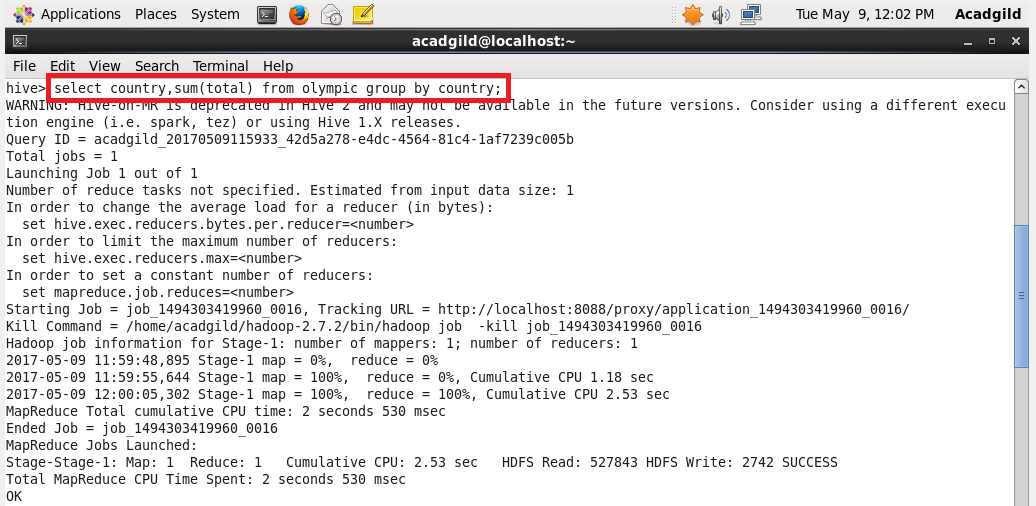 Applications Places System Tue May 9, 12:02 PM Acadgild
acadgild@localhost:~
File Edit View Search Terminal Help
hive> select country,sum(total) from olympic group by country;
WARNING: Hive-on-MR is deprecated in Hive 2 and may not be available in the future versions. Consider using a different execu
tion engine (i.e. spark, tez) or using Hive 1.X releases.
Query ID = acadgild_20170509115933_42d5a278-e4dc-4564-81c4-1af7239c005b
Total jobs = 1
Launching Job 1 out of 1
Number of reduce tasks not specified. Estimated from input data size: 1
In order to change the average load for a reducer (in bytes):
  set hive.exec.reducers.bytes.per.reducer=<number>
In order to limit the maximum number of reducers:
  set hive.exec.reducers.max=<number>
In order to set a constant number of reducers:
  set mapreduce.job.reduces=<number>
Starting Job = job_1494303419960_0016, Tracking URL = http://localhost:8088/proxy/application_1494303419960_0016/
Kill Command = /home/acadgild/hadoop-2.7.2/bin/hadoop job  -kill job_1494303419960_0016
Hadoop job information for Stage-1: number of mappers: 1; number of reducers: 1
2017-05-09 11:59:48,895 Stage-1 map = 0%,  reduce = 0%
2017-05-09 11:59:55,644 Stage-1 map = 100%,  reduce = 0%, Cumulative CPU 1.18 sec
2017-05-09 12:00:05,302 Stage-1 map = 100%,  reduce = 100%, Cumulative CPU 2.53 sec
MapReduce Total cumulative CPU time: 2 seconds 530 msec
Ended Job = job_1494303419960_0016
MapReduce Jobs Launched:
Stage-Stage-1: Map: 1  Reduce: 1   Cumulative CPU: 2.53 sec   HDFS Read: 527843 HDFS Write: 2742 SUCCESS
Total MapReduce CPU Time Spent: 2 seconds 530 msec
OK